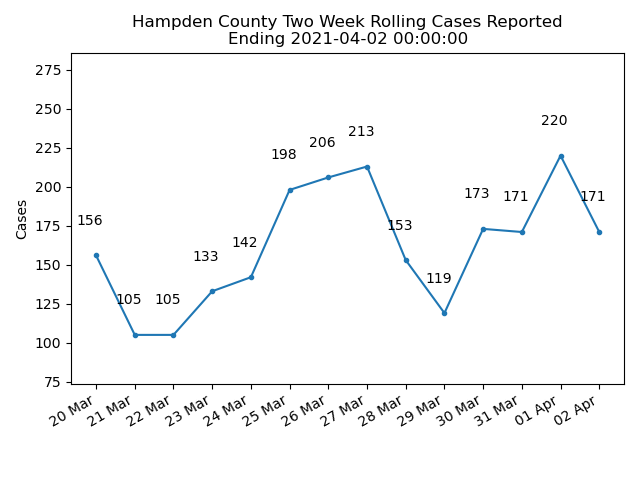 Hampden County Two Week Rolling Cases Reported
Ending 2021-04-02 00:00:00
275
250
225
200
175
150
125
100
75
Cases
156
105
105
133
142
198
206
213
153
119
173
171
220
171
20 Mar
21 Mar
22 Mar
23 Mar
24 Mar
25 Mar
26 Mar
27 Mar
28 Mar
29 Mar
30 Mar
31 Mar
01 Apr
02 Apr